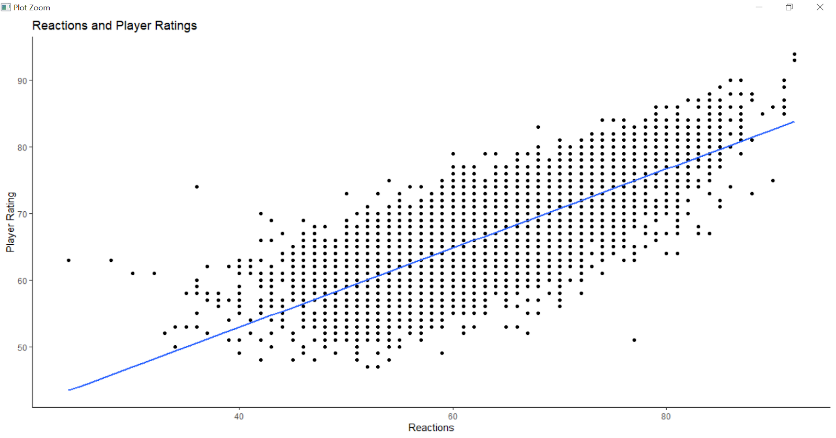 Plot Zoom
Reactions and Player Ratings
90
80
70
60
50
Player Rating
40 60 80
Reactions